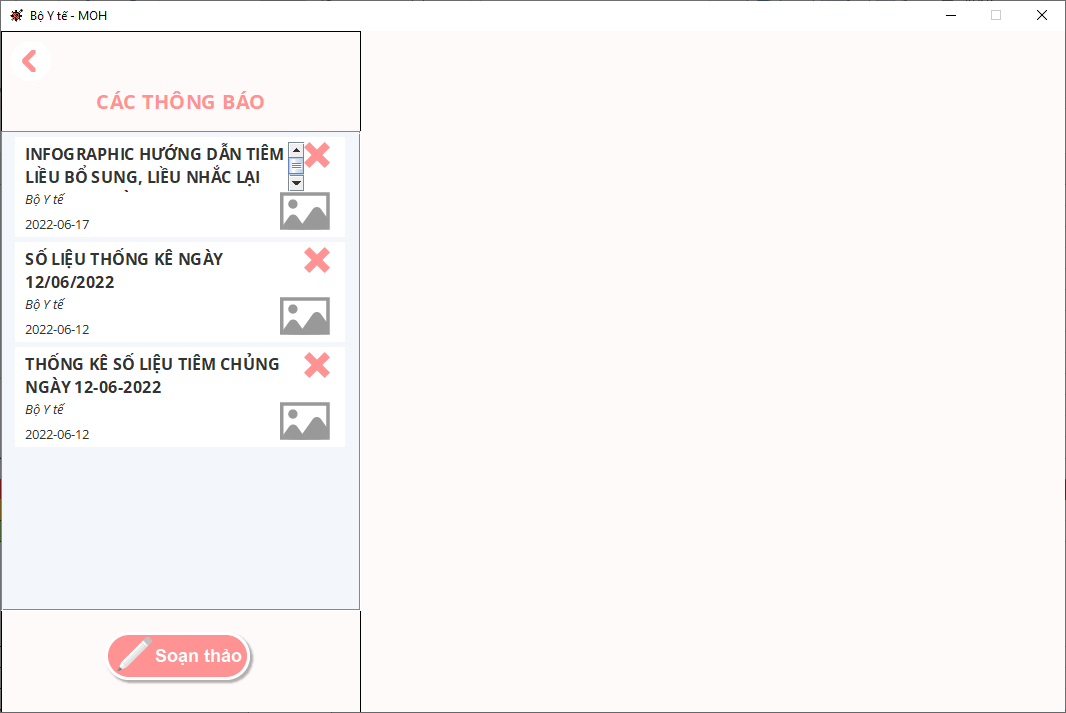 Bộ Y tế - MOH
CÁC THÔNG BÁO
INFOGRAPHIC HƯỚNG DẪN TIÊM
LIỀU BỔ SUNG, LIỀU NHẮC LẠI
Bộ Y tế
2022-06-17
SỐ LIỆU THỐNG KÊ NGÀY
12/06/2022
Bộ Y tế
2022-06-12
THỐNG KÊ SỐ LIỆU TIÊM CHỦNG
NGÀY 12-06-2022
Bộ Y tế
2022-06-12
Soạn thảo